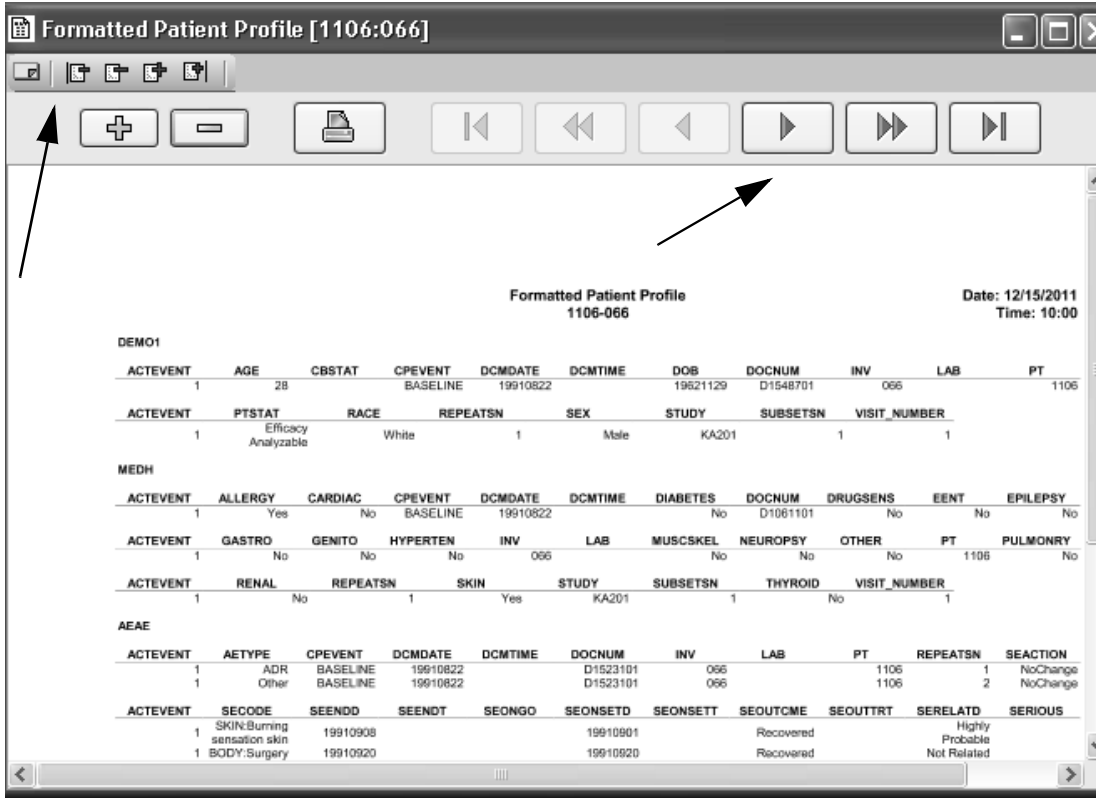 Formatted Patient Profile [1106:066]
Formatted Patient Profile Date: 12/15/2011
1106-066 Time: 10:00
DEMO1
ACTEVENT AGE CBSTAT CPEVENT DCMDATE DCMTIME DOB DOCNUM INV LAB PT
1 28 BASELINE 19910822 19621129 D1548701 066 1106
ACTEVENT PTSTAT RACE REPEATSN SEX STUDY SUBSETSN VISIT_NUMBER
1 Efficacy Analyzable White 1 Male KA201 1 1
MEDH
ACTEVENT ALLERGY CARDIAC CPEVENT DCMDATE DCMTIME DIABETES DOCNUM DRUGSENS EENT EPILEPSY
1 Yes No BASELINE 19910822 No D1061101 No No No
ACTEVENT GASTRO GENITO HYPERTEN INV LAB MUSCSKEL NEUROPSY OTHER PT PULMONRY
1 No No No 066 No No No 1106 No
ACTEVENT RENAL REPEATSN SKIN STUDY SUBSETSN THYROID VISIT_NUMBER
1 No 1 Yes KA201 1 No 1
AEAE
ACTEVENT AETYPE CPEVENT DCMDATE DCMTIME DOCNUM INV LAB PT REPEATSN SEACTION
1 ADR BASELINE 19910822 D1523101 066 1106 1 NoChange
1 Other BASELINE 19910822 D1523101 066 1106 2 NoChange
ACTEVENT SECODE SEENDD SEENDT SEONGO SEONSETD SEONSETT SEOUTCME SEOUTTRT SERELATD SERIOUS
1 SKIN:Burning sensation skin 19910908 19910901 Recovered Highly Probable
1 BODY:Surgery 19910920 19910920 Recovered Not Related